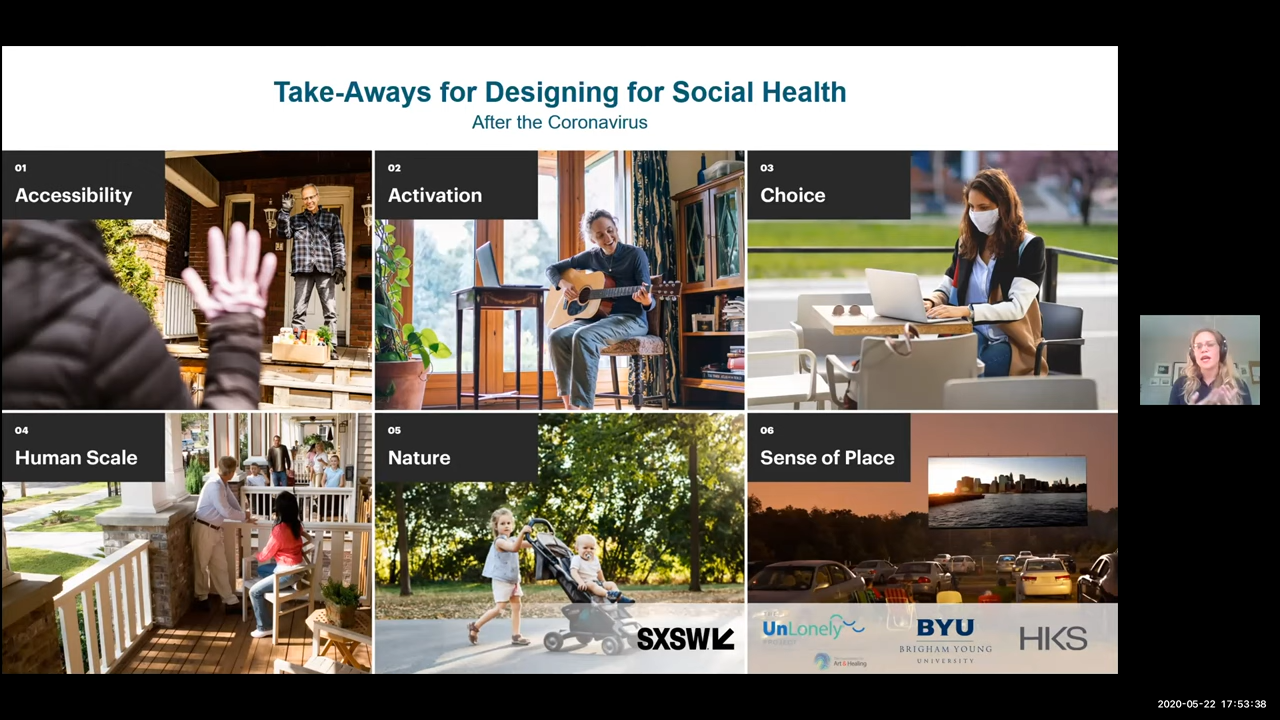 Take-Aways for Designing for Social Health
After the Coronavirus
01
Accessibility
02
Activation
03
Choice
04
Human Scale
05
Nature
06
Sense of Place
SXSW
UnLonely
Art & Healing
BYU
BRIGHAM YOUNG
UNIVERSITY
HKS
2020-05-22 17:53:38